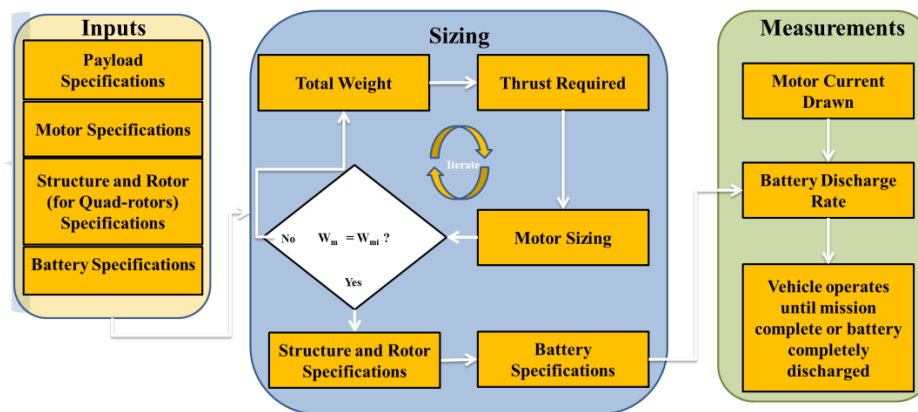 Inputs
Payload
Specifications
Motor Specifications
Structure and Rotor
(for Quad-rotors)
Specifications
Battery Specifications
Sizing
Total Weight
Thrust Required
Iterate
No
Wm = Wmi ?
Yes
Motor Sizing
Structure and Rotor
Specifications
Battery
Specifications
Measurements
Motor Current
Drawn
Battery Discharge
Rate
Vehicle operates
until mission
complete or battery
completely
discharged